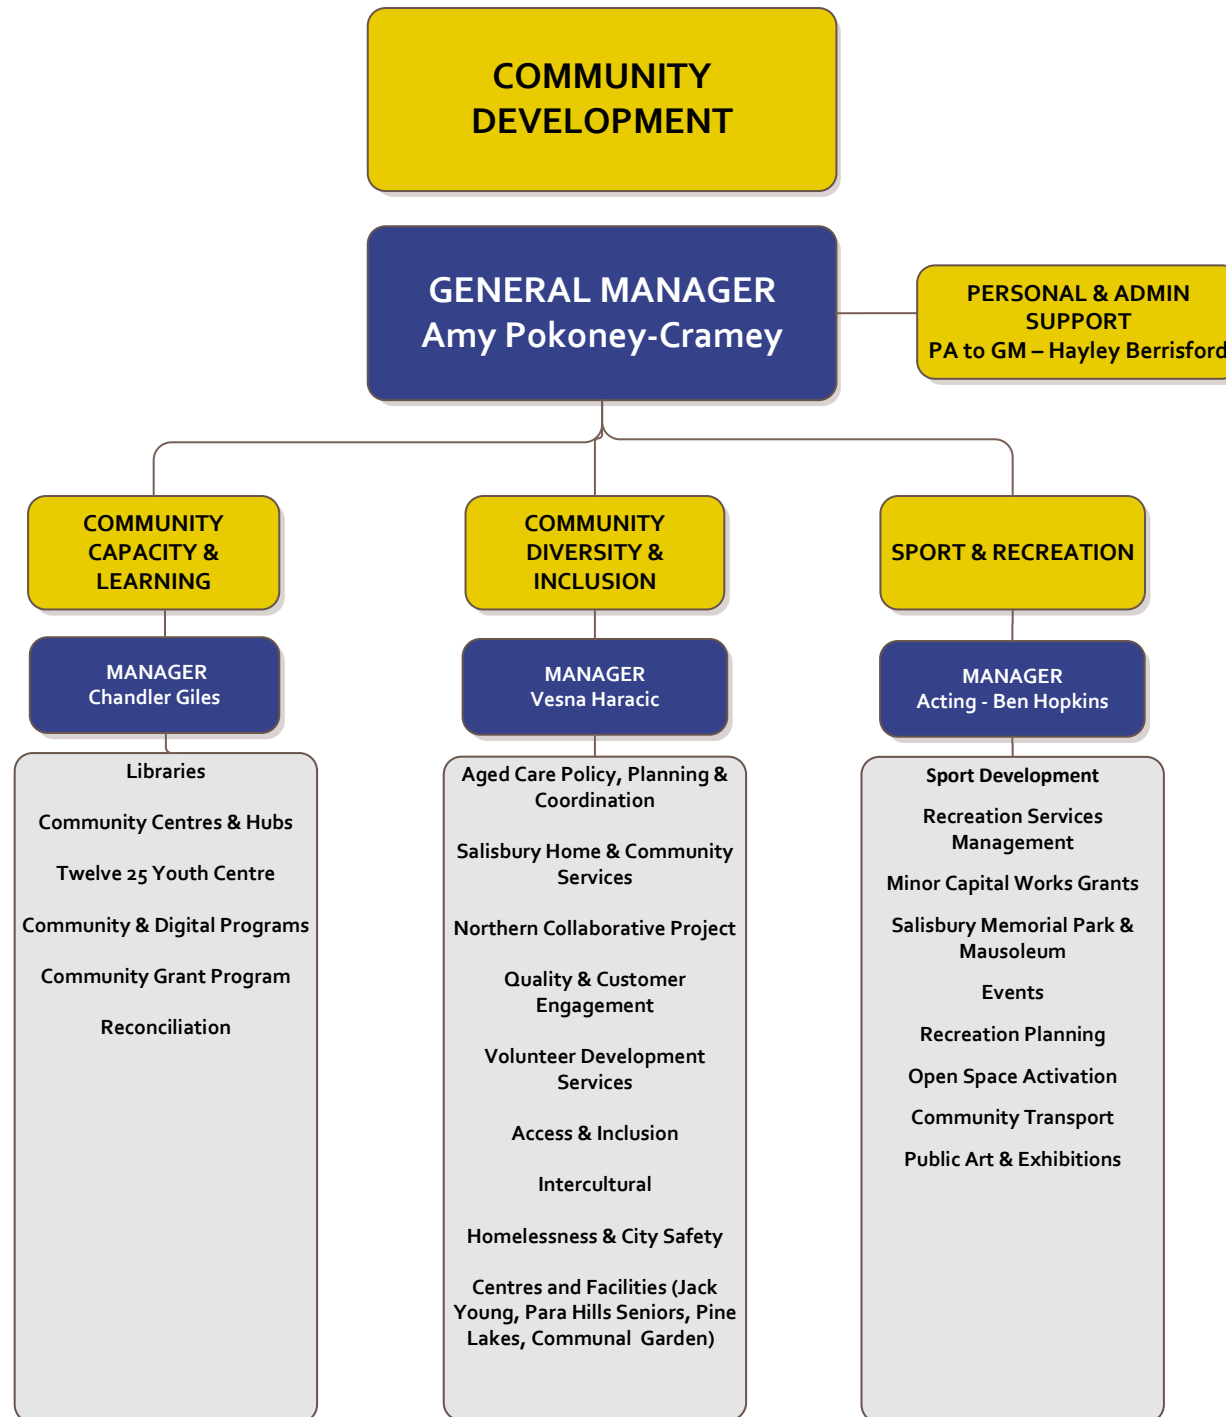 COMMUNITY
DEVELOPMENT
GENERAL MANAGER
Amy Pokoney-Cramey
PERSONAL & ADMIN
SUPPORT
PA to GM – Hayley Berrisford
COMMUNITY
CAPACITY &
LEARNING
MANAGER
Chandler Giles
Libraries
Community Centres & Hubs
Twelve 25 Youth Centre
Community & Digital Programs
Community Grant Program
Reconciliation
COMMUNITY
DIVERSITY &
INCLUSION
MANAGER
Vesna Haracic
Aged Care Policy, Planning &
Coordination
Salisbury Home & Community
Services
Northern Collaborative Project
Quality & Customer
Engagement
Volunteer Development
Services
Access & Inclusion
Intercultural
Homelessness & City Safety
Centres and Facilities (Jack
Young, Para Hills Seniors, Pine
Lakes, Communal Garden)
SPORT & RECREATION
MANAGER
Acting - Ben Hopkins
Sport Development
Recreation Services
Management
Minor Capital Works Grants
Salisbury Memorial Park &
Mausoleum
Events
Recreation Planning
Open Space Activation
Community Transport
Public Art & Exhibitions